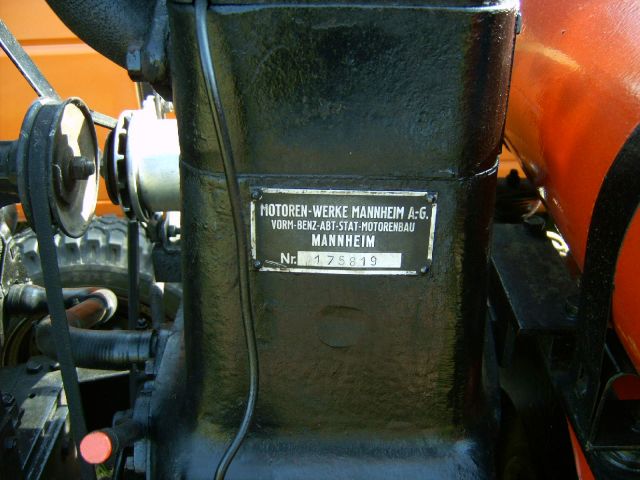 MOTOREN-WERKE MANNHEIM A.-G.
VORM-BENZ-ABT-STAT-MOTORENBAU
MANNHEIM
Nr. 175819